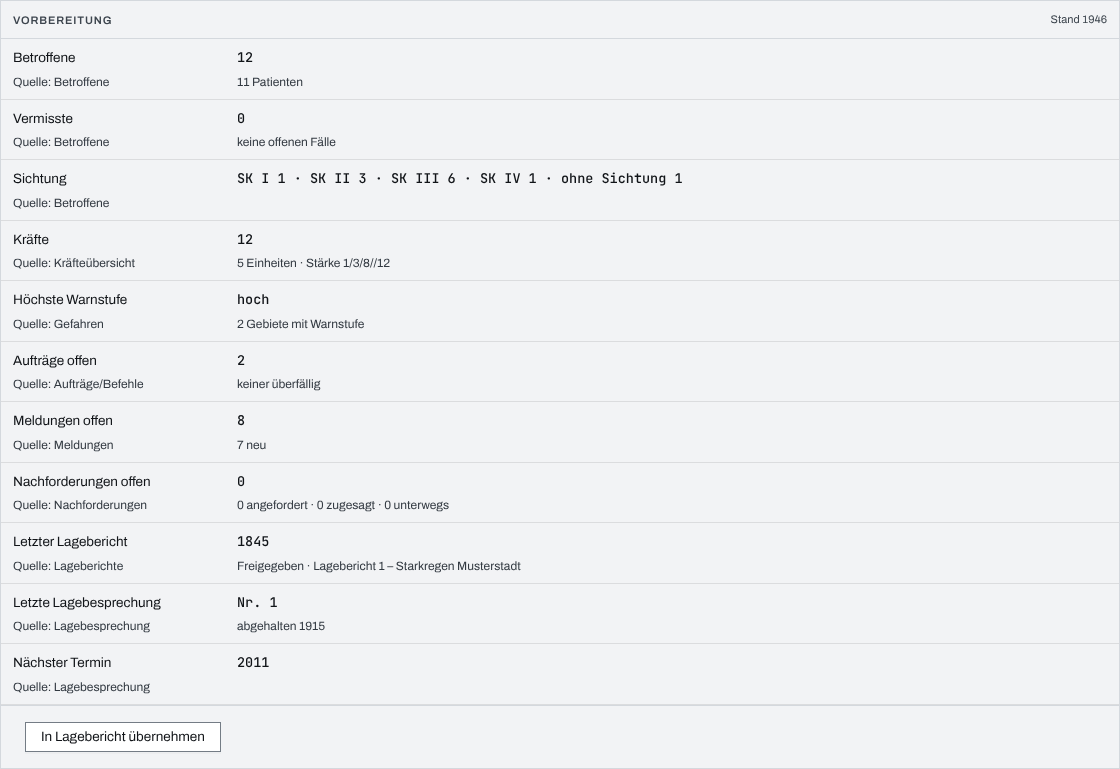 VORBEREITUNG
Stand 1946
Betroffene
12
Quelle: Betroffene
11 Patienten
Vermisste
0
Quelle: Betroffene
keine offenen Fälle
Sichtung
SK I 1 · SK II 3 · SK III 6 · SK IV 1 · ohne Sichtung 1
Quelle: Betroffene
Kräfte
12
Quelle: Kräfteübersicht
5 Einheiten · Stärke 1/3/8//12
Höchste Warnstufe
hoch
Quelle: Gefahren
2 Gebiete mit Warnstufe
Aufträge offen
2
Quelle: Aufträge/Befehle
keiner überfällig
Meldungen offen
8
Quelle: Meldungen
7 neu
Nachforderungen offen
0
Quelle: Nachforderungen
0 angefordert · 0 zugesagt · 0 unterwegs
Letzter Lagebericht
1845
Quelle: Lageberichte
Freigegeben · Lagebericht 1 – Starkregen Musterstadt
Letzte Lagebesprechung
Nr. 1
Quelle: Lagebesprechung
abgehalten 1915
Nächster Termin
2011
Quelle: Lagebesprechung
In Lagebericht übernehmen